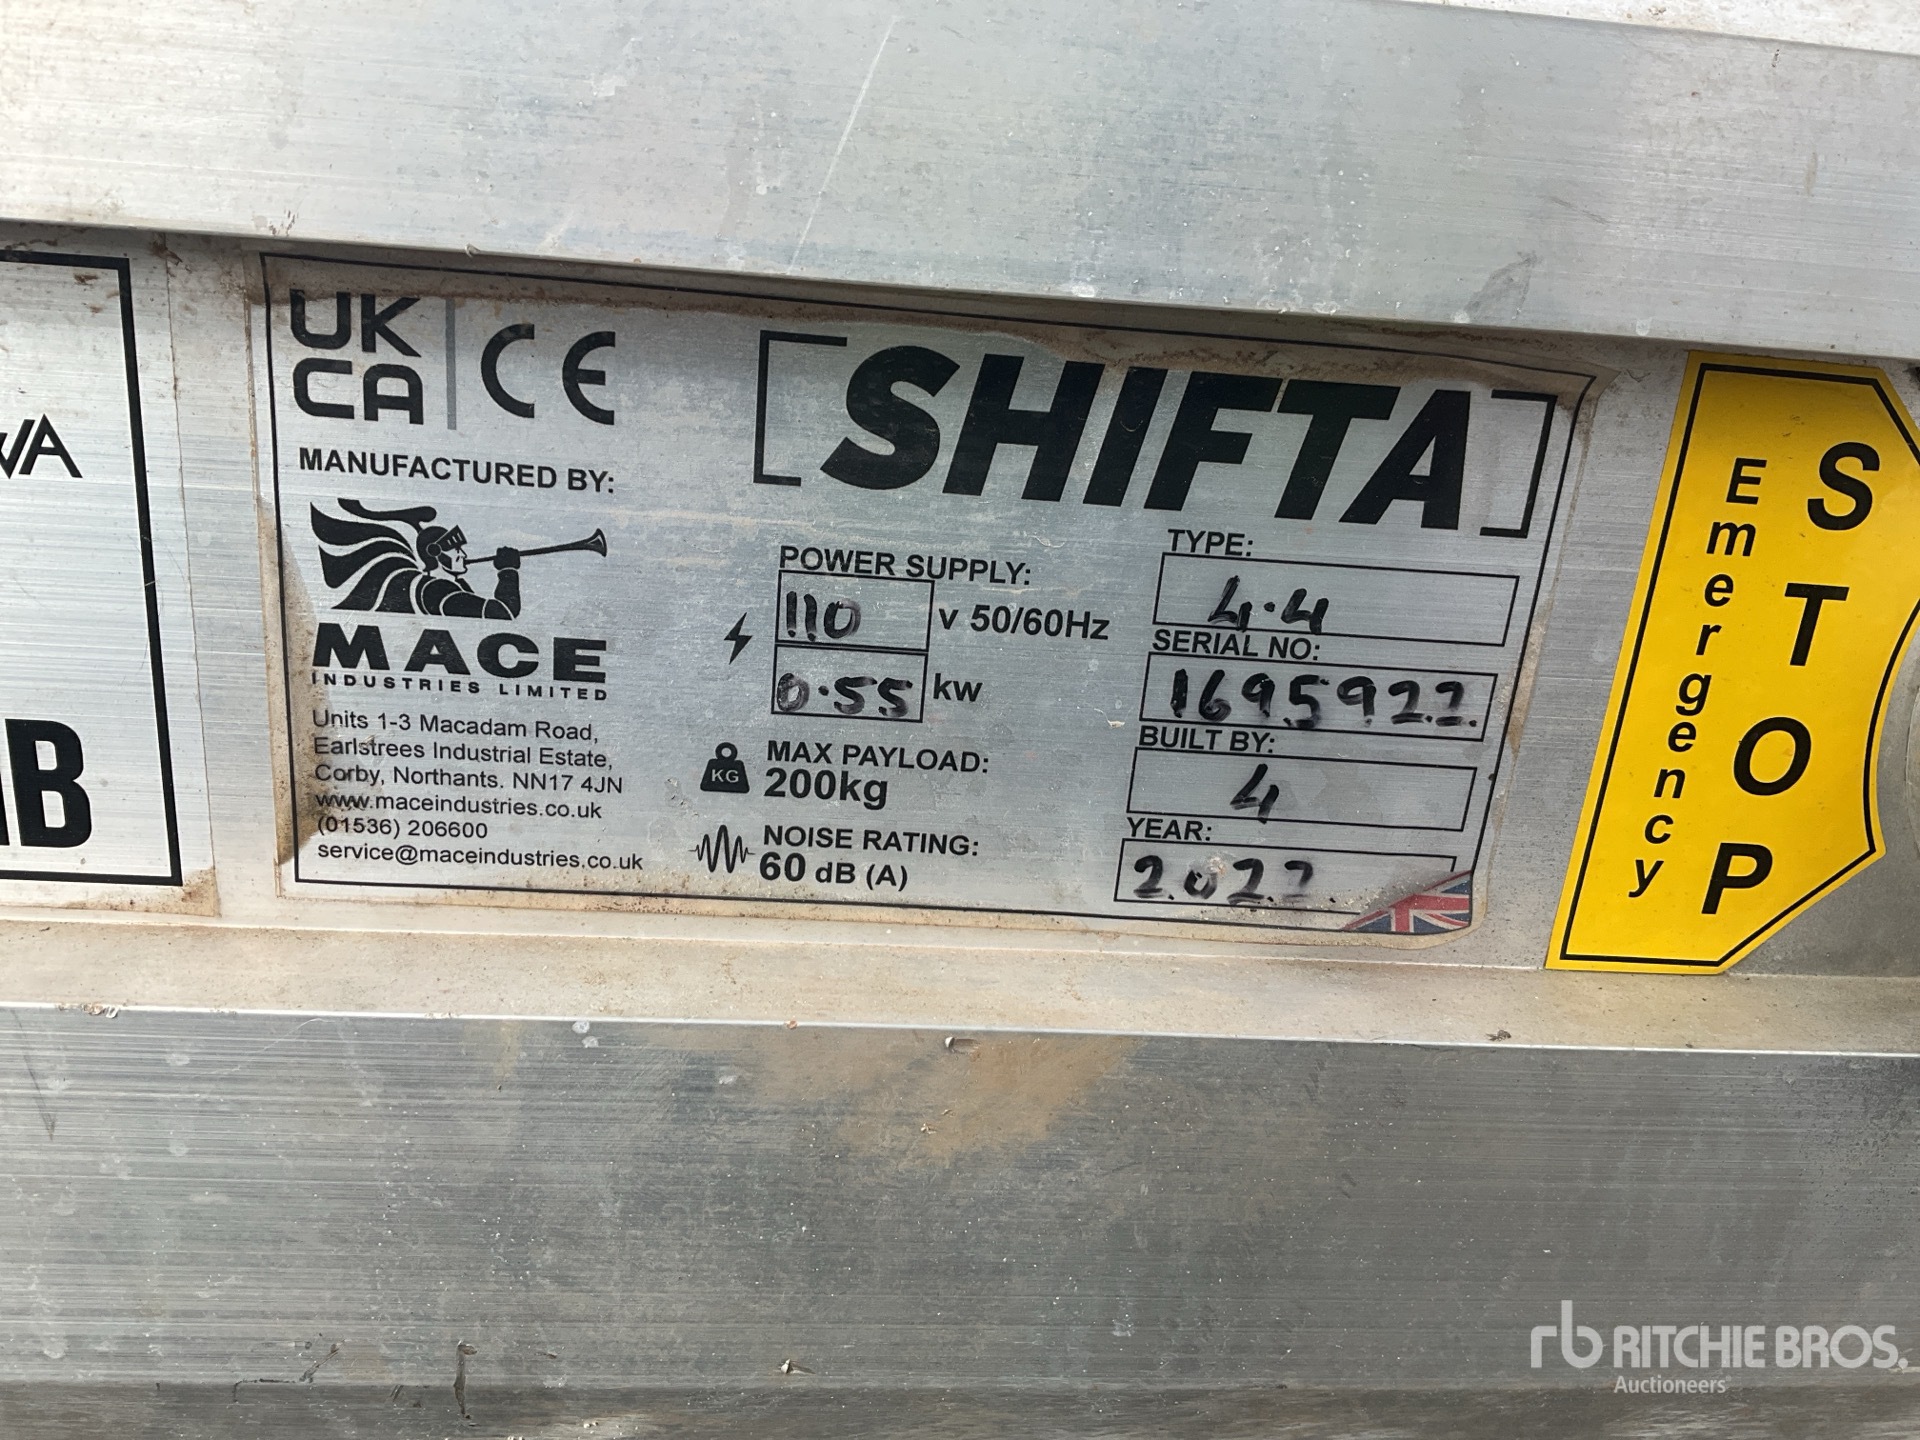 VA
IB
UK
CA
CE
MANUFACTURED BY:
MACE
INDUSTRIES LIMITED
Units 1-3 Macadam Road,
Earlstrees Industrial Estate,
Corby, Northants. NN17 4JN
www.maceindustries.co.uk
(01536) 206600
service@maceindustries.co.uk
[SHIFTA]
POWER SUPPLY:
110 v 50/60Hz
0.55 kw
KG
MAX PAYLOAD:
200kg
NOISE RATING:
60 dB (A)
TYPE:
4.4
SERIAL NO:
1695922
BUILT BY:
4
YEAR:
2022
Emergency
STOP
rb RITCHIE BROS.
Auctioneers